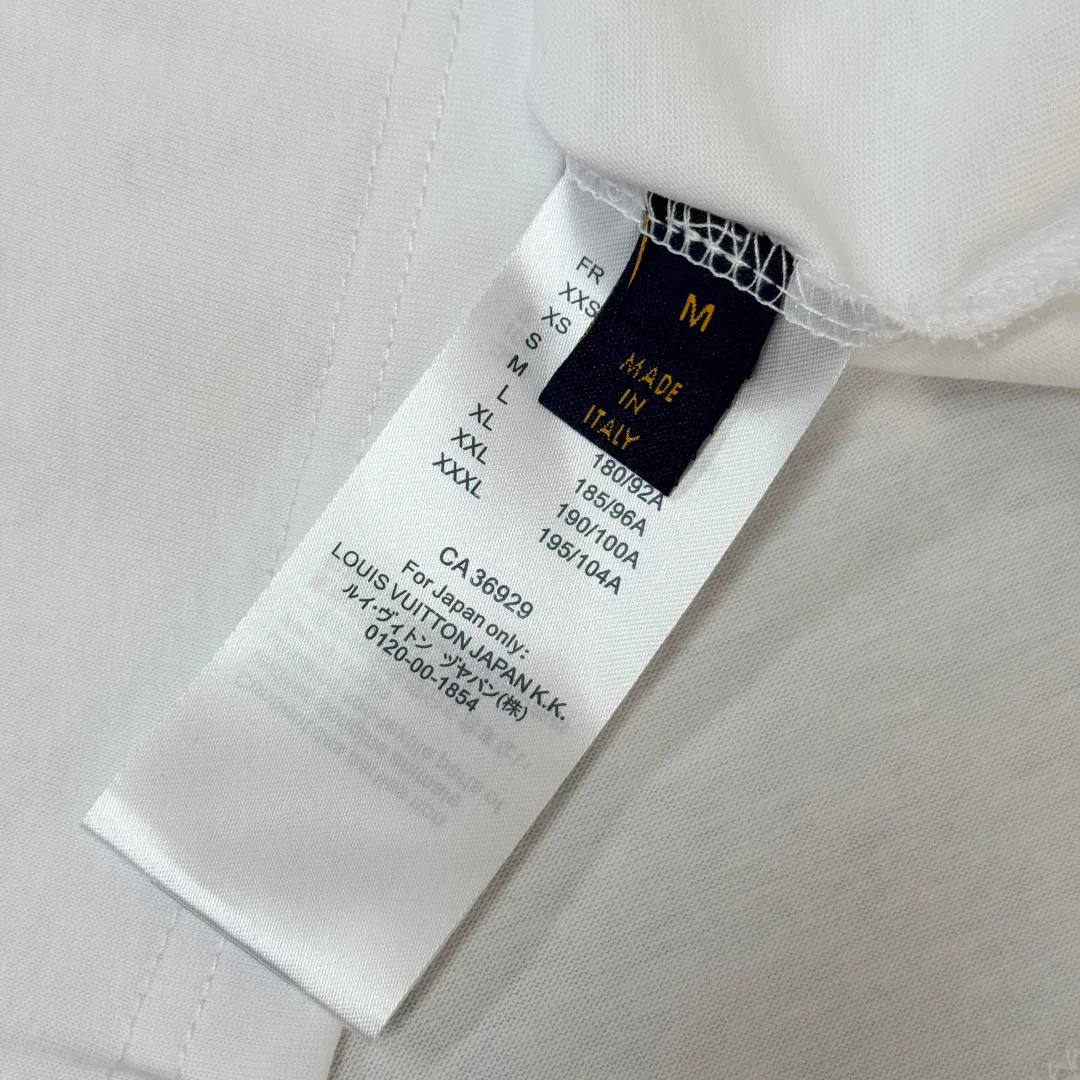 M
MADE
IN
ITALY
FR
XXS
XS
S
M
L
XL
XXL
XXXL
180/92A
185/96A
190/100A
195/104A
CA 36929
For Japan only:
LOUIS VUITTON JAPAN K.K.
ルイ・ヴィトン ヅャパン(株)
0120-00-1854